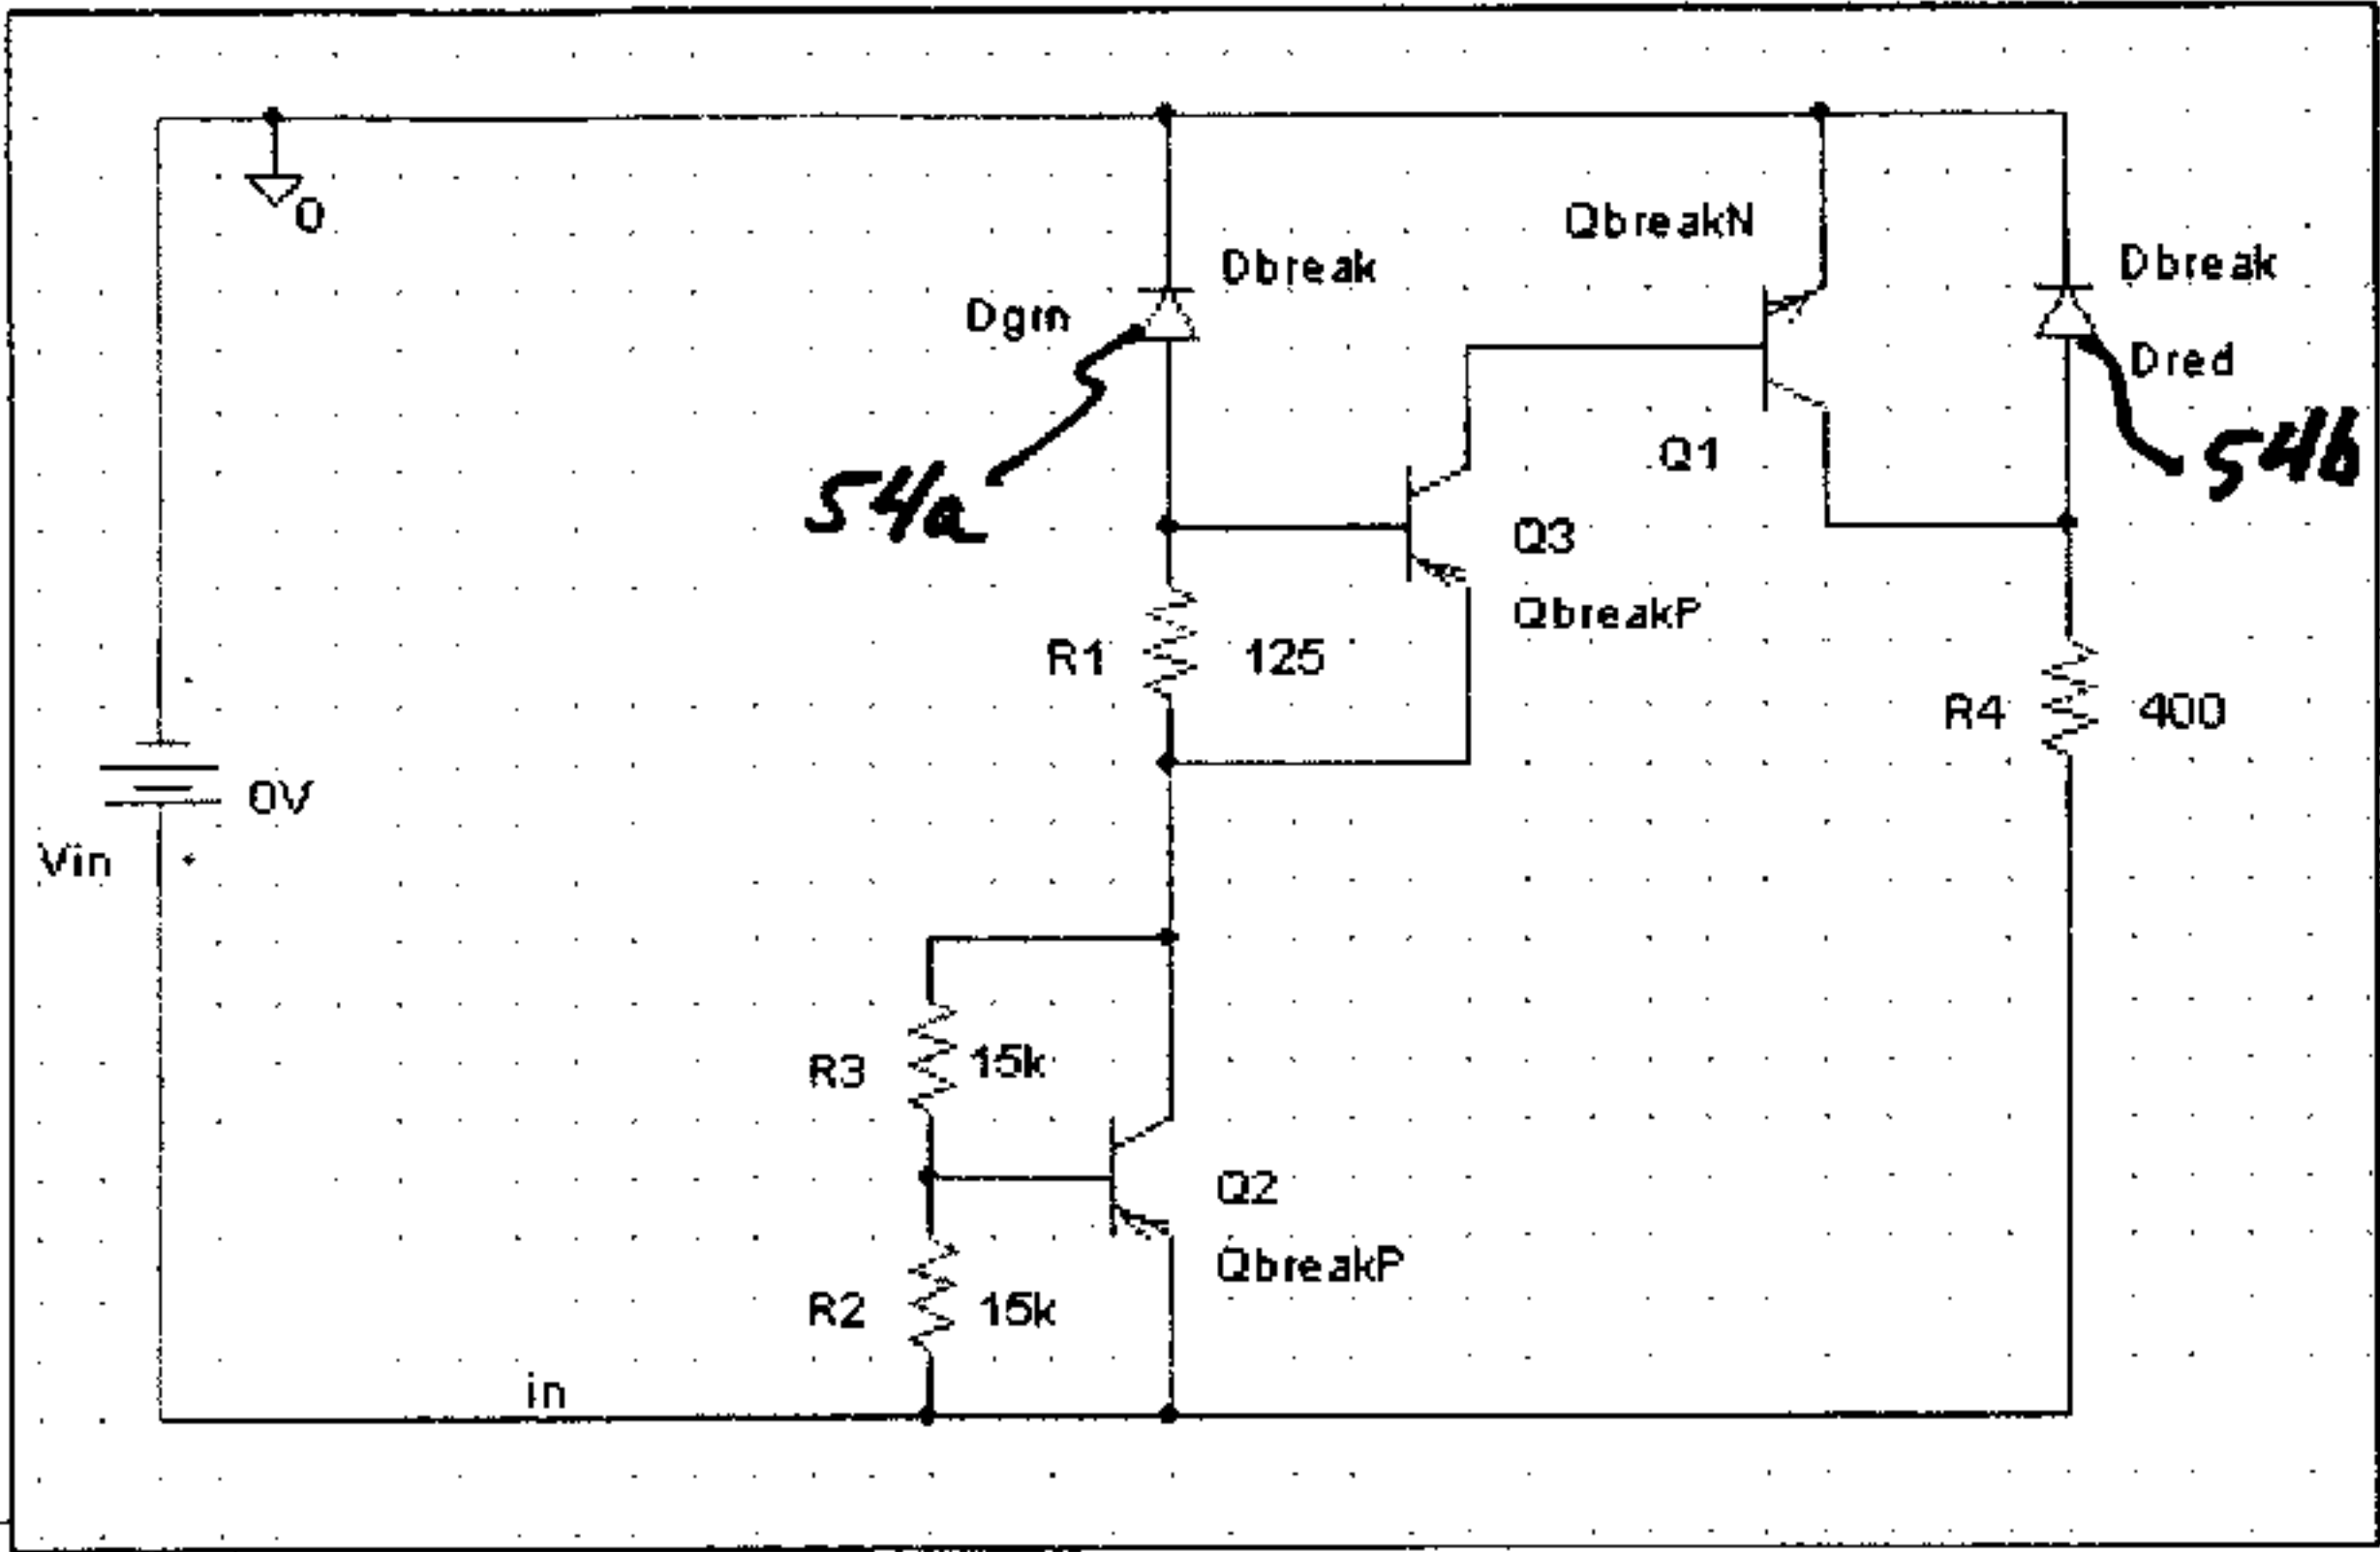 0
QbreakN
Dbreak
Dbreak
Dgrn
Dred
54a
54b
Q1
Q3
QbreakP
R1
125
R4
400
0V
Vin
R3
15k
Q2
QbreakP
R2
15k
in